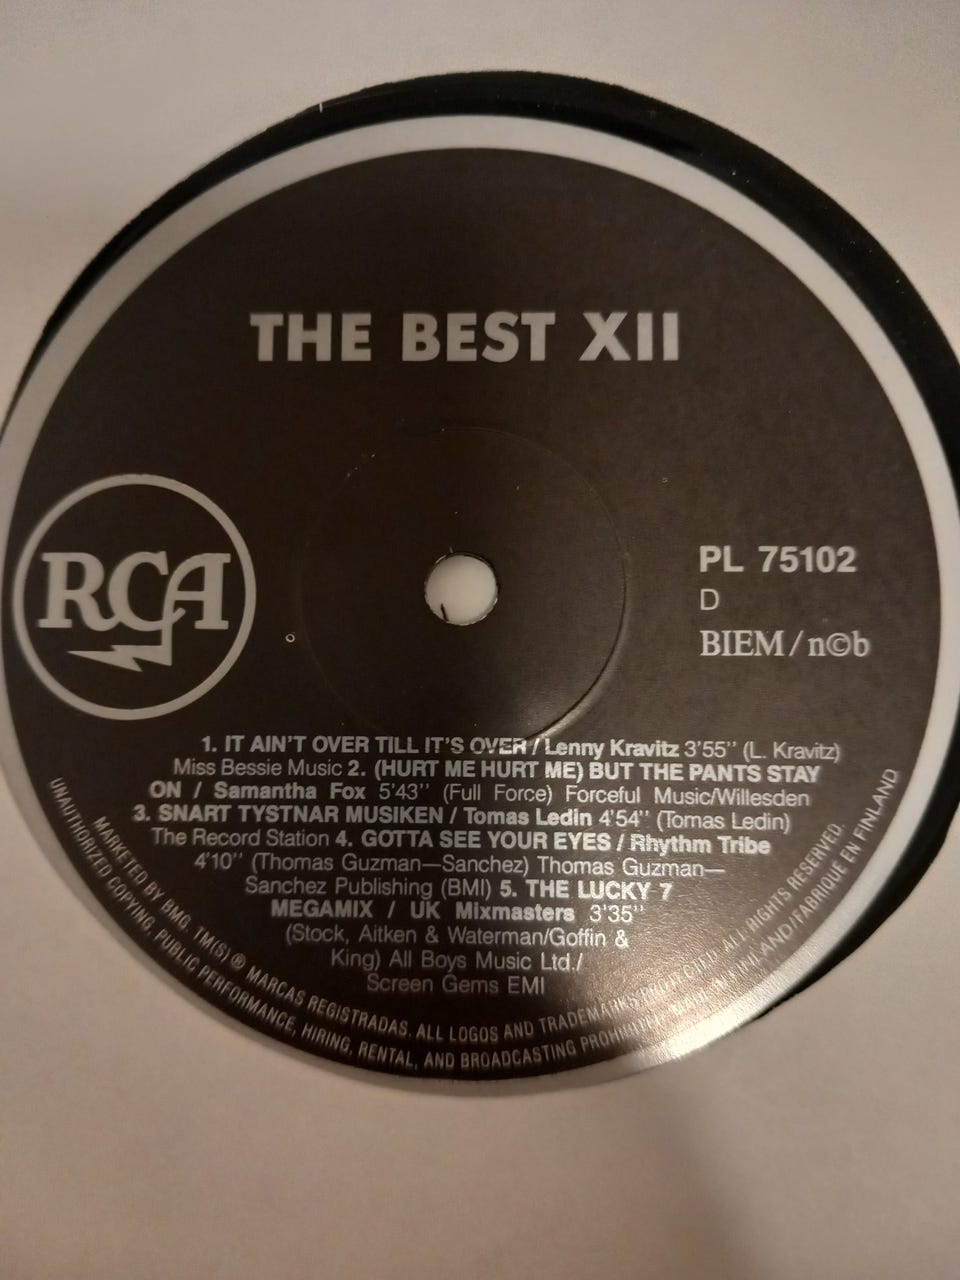 THE BEST XII
RCA
PL 75102
D
BIEM/n©b
1. IT AIN'T OVER TILL IT'S OVER / Lenny Kravitz 3'55'' (L. Kravitz)
Miss Bessie Music 2. (HURT ME HURT ME) BUT THE PANTS STAY
ON / Samantha Fox 5'43'' (Full Force) Forceful Music/Willesden
3. SNART TYSTNAR MUSIKEN / Tomas Ledin 4'54'' (Tomas Ledin)
The Record Station 4. GOTTA SEE YOUR EYES / Rhythm Tribe
4'10'' (Thomas Guzman—Sanchez) Thomas Guzman—
Sanchez Publishing (BMI) 5. THE LUCKY 7
MEGAMIX / UK Mixmasters 3'35''
(Stock, Aitken & Waterman/Goffin &
King) All Boys Music Ltd./
Screen Gems EMI
MARKETED BY BMG. TM(S) ® MARCAS REGISTRADAS. ALL LOGOS AND TRADEMARKS PROTECTED. ALL RIGHTS RESERVED.
UNAUTHORIZED COPYING, PUBLIC PERFORMANCE, HIRING, RENTAL, AND BROADCASTING PROHIBITED. MADE IN FINLAND/FABRIQUE EN FINLAND